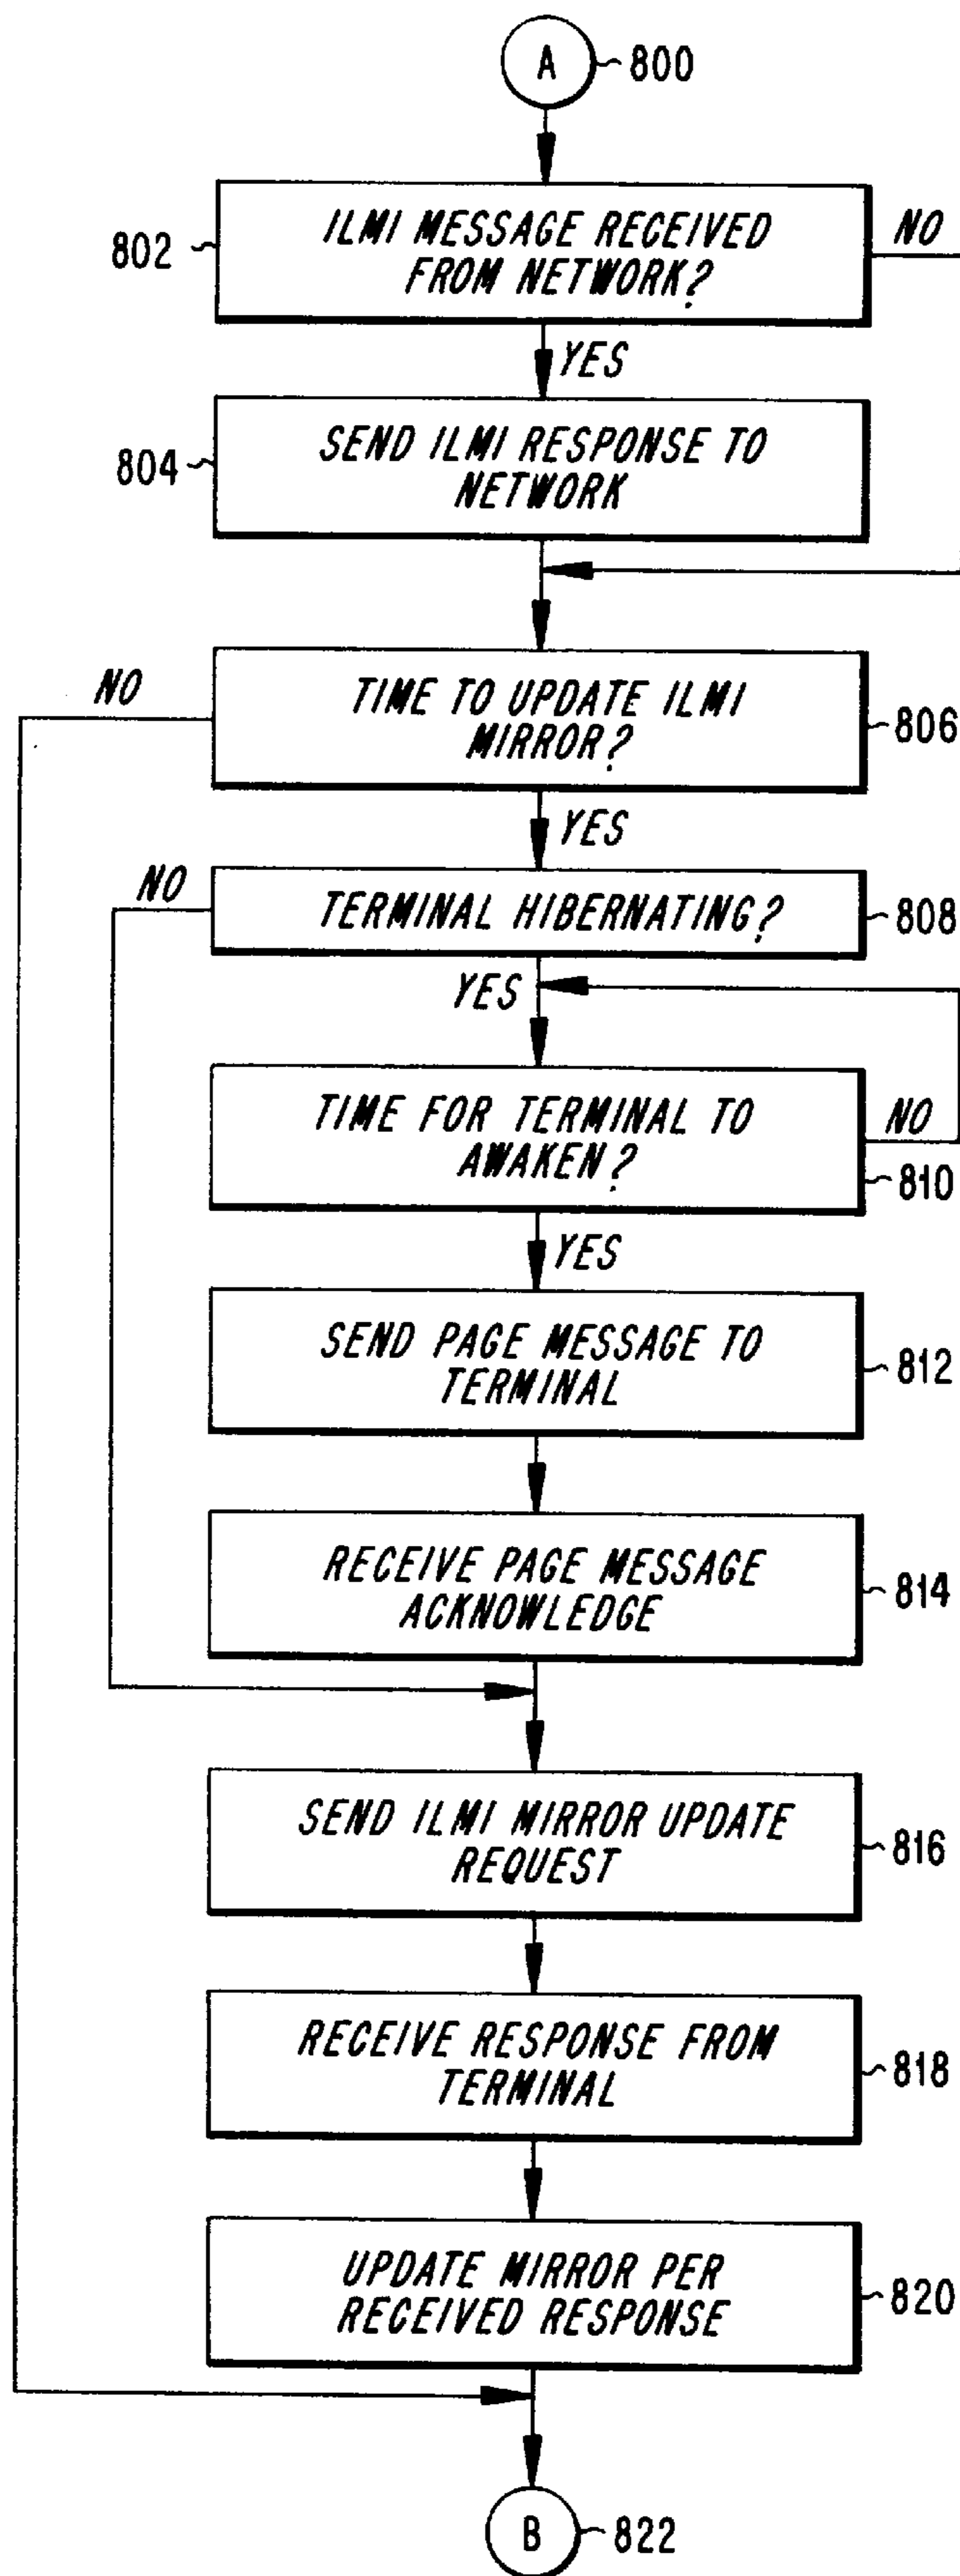 A
800
802
ILMI MESSAGE RECEIVED
FROM NETWORK?
NO
YES
804
SEND ILMI RESPONSE TO
NETWORK
NO
TIME TO UPDATE ILMI
MIRROR?
806
YES
NO
TERMINAL HIBERNATING?
808
YES
TIME FOR TERMINAL TO
AWAKEN?
NO
810
YES
SEND PAGE MESSAGE TO
TERMINAL
812
RECEIVE PAGE MESSAGE
ACKNOWLEDGE
814
SEND ILMI MIRROR UPDATE
REQUEST
816
RECEIVE RESPONSE FROM
TERMINAL
818
UPDATE MIRROR PER
RECEIVED RESPONSE
820
B
822